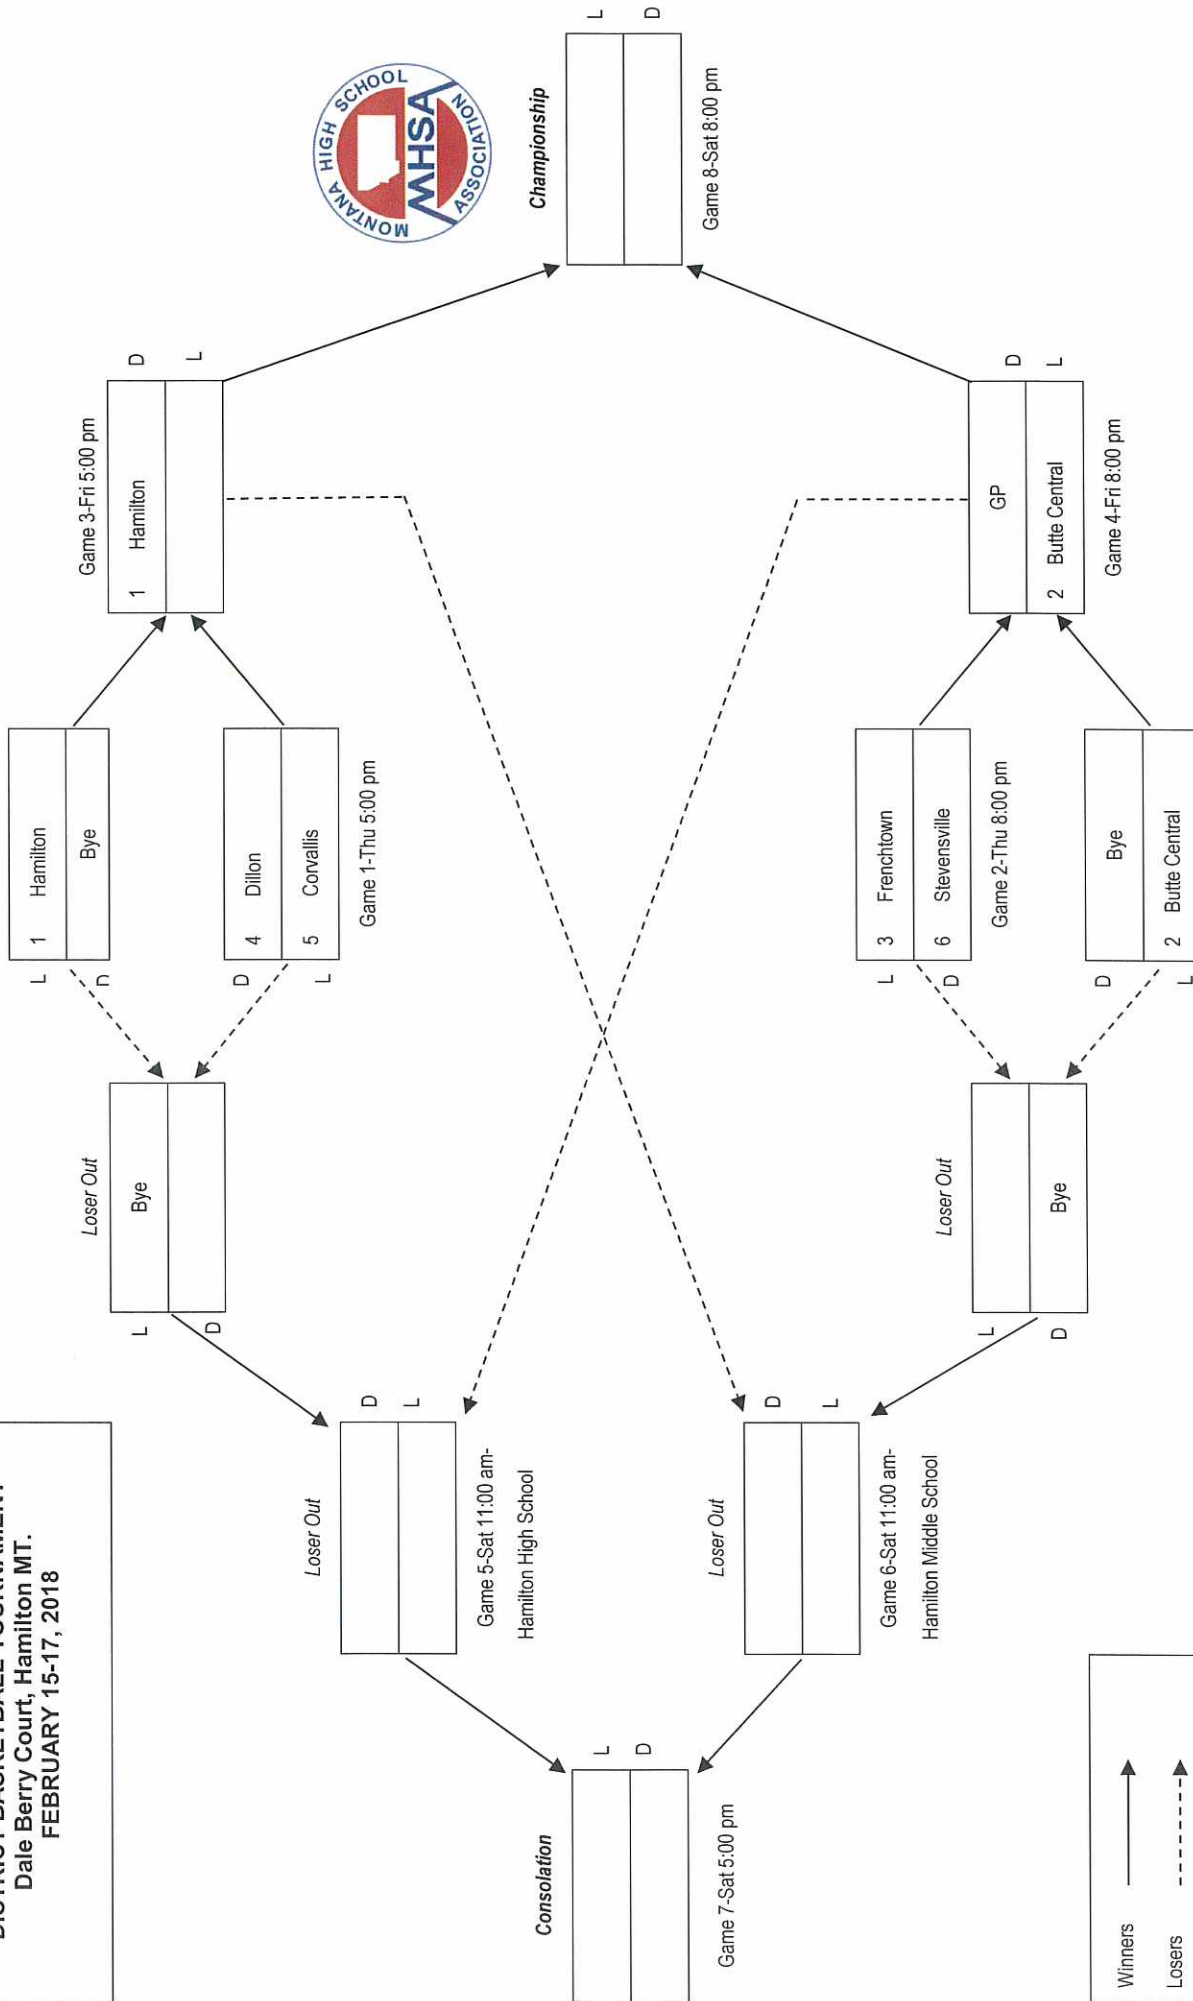 DISTRICT BASKETBALL TOURNAMENT
Dale Berry Court, Hamilton MT.
FEBRUARY 15-17, 2018
L
1 Hamilton
Bye
D
Loser Out
L
Bye
D
D
4 Dillon
5 Corvallis
L
Game 1-Thu 5:00 pm
Game 3-Fri 5:00 pm
1 Hamilton
D
L
MONTANA HIGH SCHOOL
MHSA
ASSOCIATION
Loser Out
D
L
Game 5-Sat 11:00 am-
Hamilton High School
Consolation
L
D
Game 7-Sat 5:00 pm
Championship
L
D
Game 8-Sat 8:00 pm
Loser Out
D
L
Game 6-Sat 11:00 am-
Hamilton Middle School
L
3 Frenchtown
6 Stevensville
D
Game 2-Thu 8:00 pm
Loser Out
L
Bye
D
GP
D
2 Butte Central
L
Game 4-Fri 8:00 pm
D
Bye
2 Butte Central
L
Winners
Losers